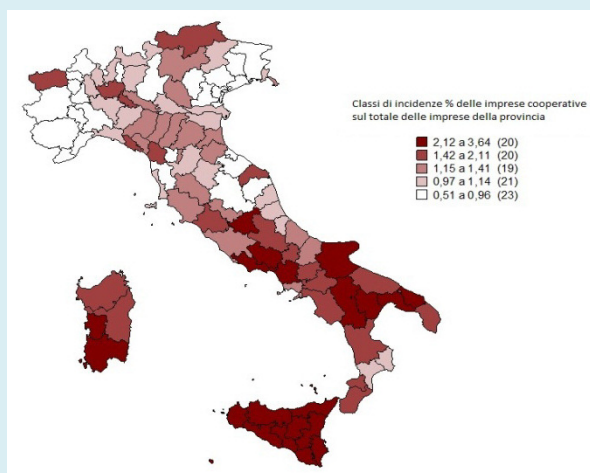 Classi di incidenze % delle imprese cooperative
sul totale delle imprese della provincia
2,12 a 3,64 (20)
1,42 a 2,11 (20)
1,15 a 1,41 (19)
0,97 a 1,14 (21)
0,51 a 0,96 (23)